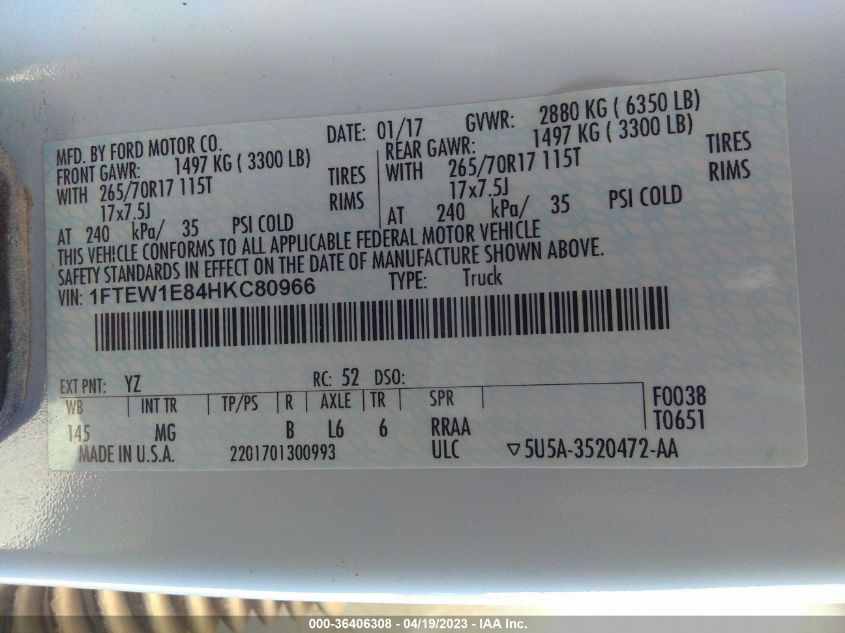 MFD. BY FORD MOTOR CO. DATE: 01/17 GVWR: 2880 KG ( 6350 LB)
FRONT GAWR: 1497 KG ( 3300 LB) REAR GAWR: 1497 KG ( 3300 LB)
WITH 265/70R17 115T TIRES WITH 265/70R17 115T TIRES
17x7.5J RIMS 17x7.5J RIMS
AT 240 kPa/ 35 PSI COLD AT 240 kPa/ 35 PSI COLD
THIS VEHICLE CONFORMS TO ALL APPLICABLE FEDERAL MOTOR VEHICLE
SAFETY STANDARDS IN EFFECT ON THE DATE OF MANUFACTURE SHOWN ABOVE.
VIN: 1FTEW1E84HKC80966 TYPE: Truck
EXT PNT: YZ RC: 52 DSO:
WB INT TR TP/PS R AXLE TR SPR F0038
145 MG B L6 6 RRAA T0651
MADE IN U.S.A. 2201701300993 ULC ▽5U5A-3520472-AA
000-36406308 - 04/19/2023 - IAA Inc.